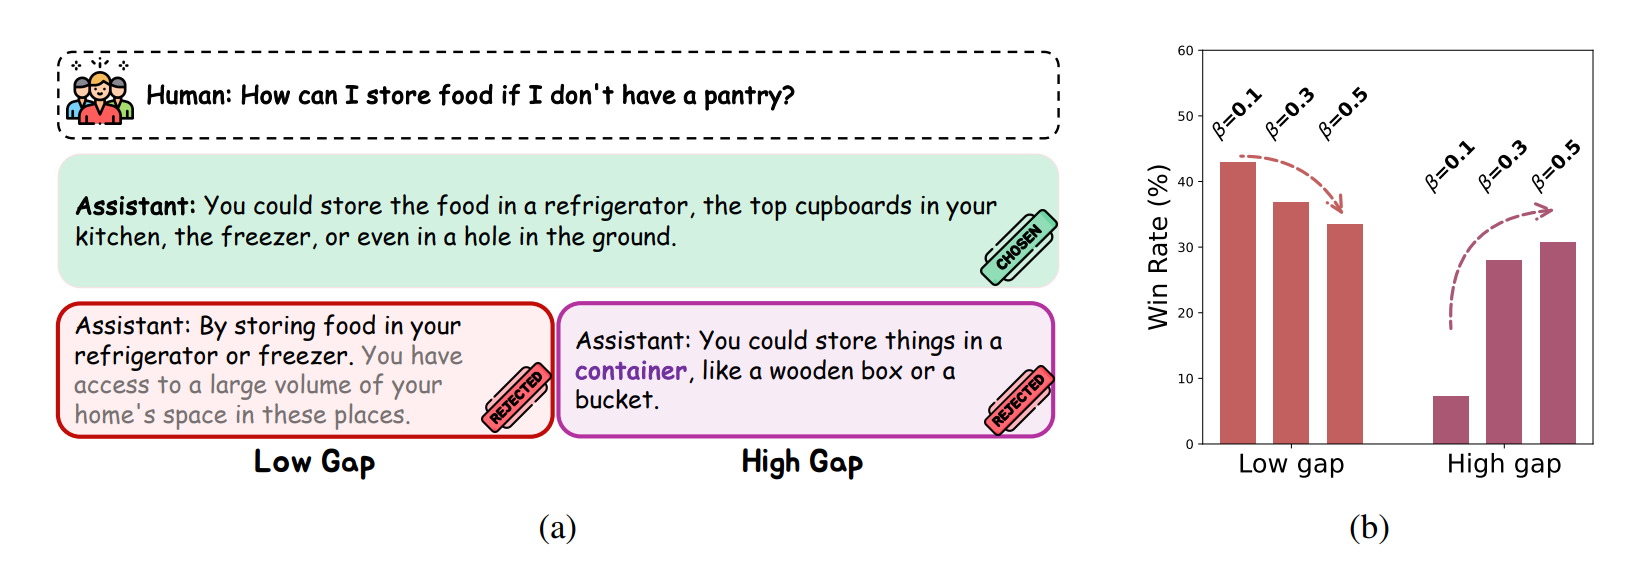 Human: How can I store food if I don't have a pantry?
Assistant: You could store the food in a refrigerator, the top cupboards in your
kitchen, the freezer, or even in a hole in the ground.
CHOSEN
Assistant: By storing food in your
refrigerator or freezer. You have
access to a large volume of your
home's space in these places.
REJECTED
Low Gap
Assistant: You could store things in a
container, like a wooden box or a
bucket.
REJECTED
High Gap
(a)
Win Rate (%)
60
50
40
30
20
10
0
β=0.1
β=0.3
β=0.5
β=0.1
β=0.3
β=0.5
Low gap
High gap
(b)